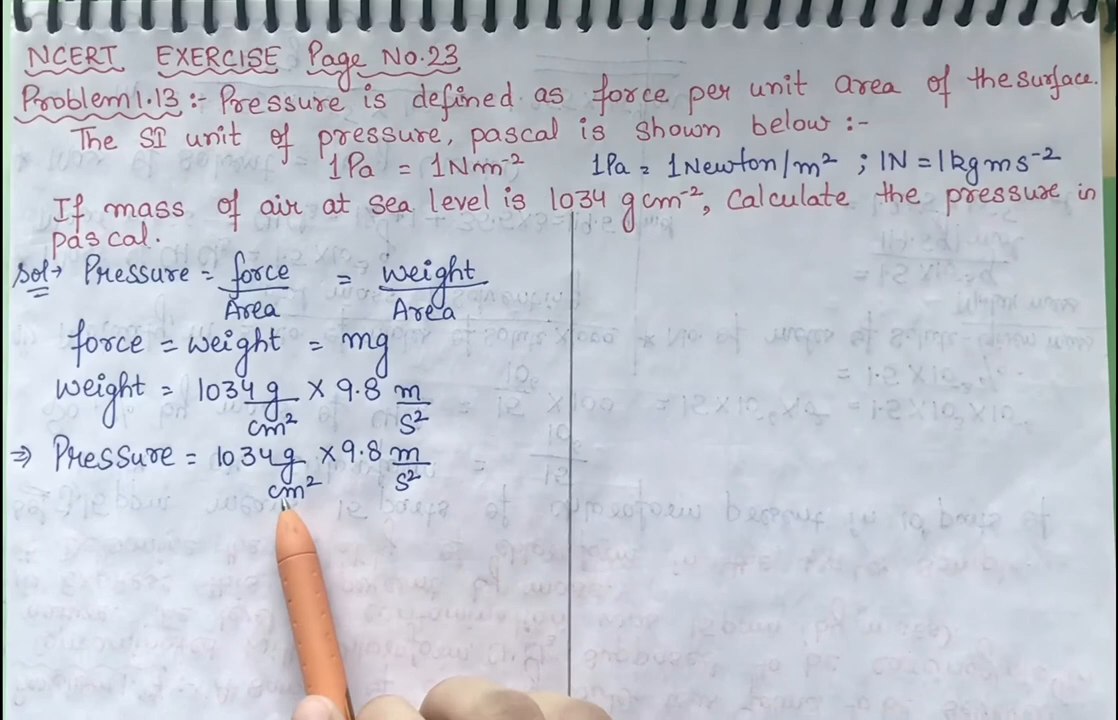 NCERT EXERCISE Page No.23
Problem 1.13 :- Pressure is defined as force per unit area of the surface.
The SI unit of pressure, pascal is shown below :-
1Pa = 1Nm⁻² 1Pa = 1Newton/m² ; 1N = 1kgms⁻²
If mass of air at sea level is 1034 g cm⁻², Calculate the pressure in
pascal.
Sol→ Pressure = force/Area = weight/Area
force = weight = mg
Weight = 1034 g/cm² × 9.8 m/s²
⇒ Pressure = 1034 g/cm² × 9.8 m/s²